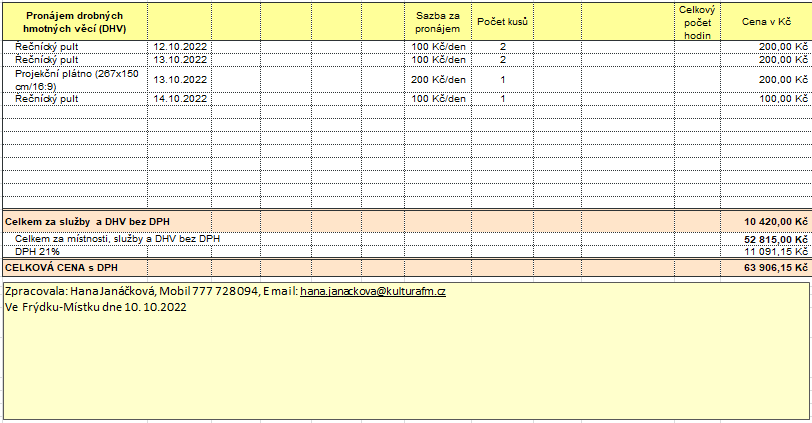 Pronájem drobných hmotných věcí (DHV) Sazba za pronájem Počet kusů Celkový počet hodin Cena v Kč
Řečnický pult 12.10.2022 100 Kč/den 2 200,00 Kč
Řečnický pult 13.10.2022 100 Kč/den 2 200,00 Kč
Projekční plátno (267x150 cm/16:9) 13.10.2022 200 Kč/den 1 200,00 Kč
Řečnický pult 14.10.2022 100 Kč/den 1 100,00 Kč
Celkem za služby a DHV bez DPH 10 420,00 Kč
Celkem za místnosti, služby a DHV bez DPH 52 815,00 Kč
DPH 21% 11 091,15 Kč
CELKOVÁ CENA s DPH 63 906,15 Kč
Zpracovala: Hana Janáčková, Mobil 777 728 094, Email: hana.janackova@kulturafm.cz
Ve Frýdku-Místku dne 10. 10.2022